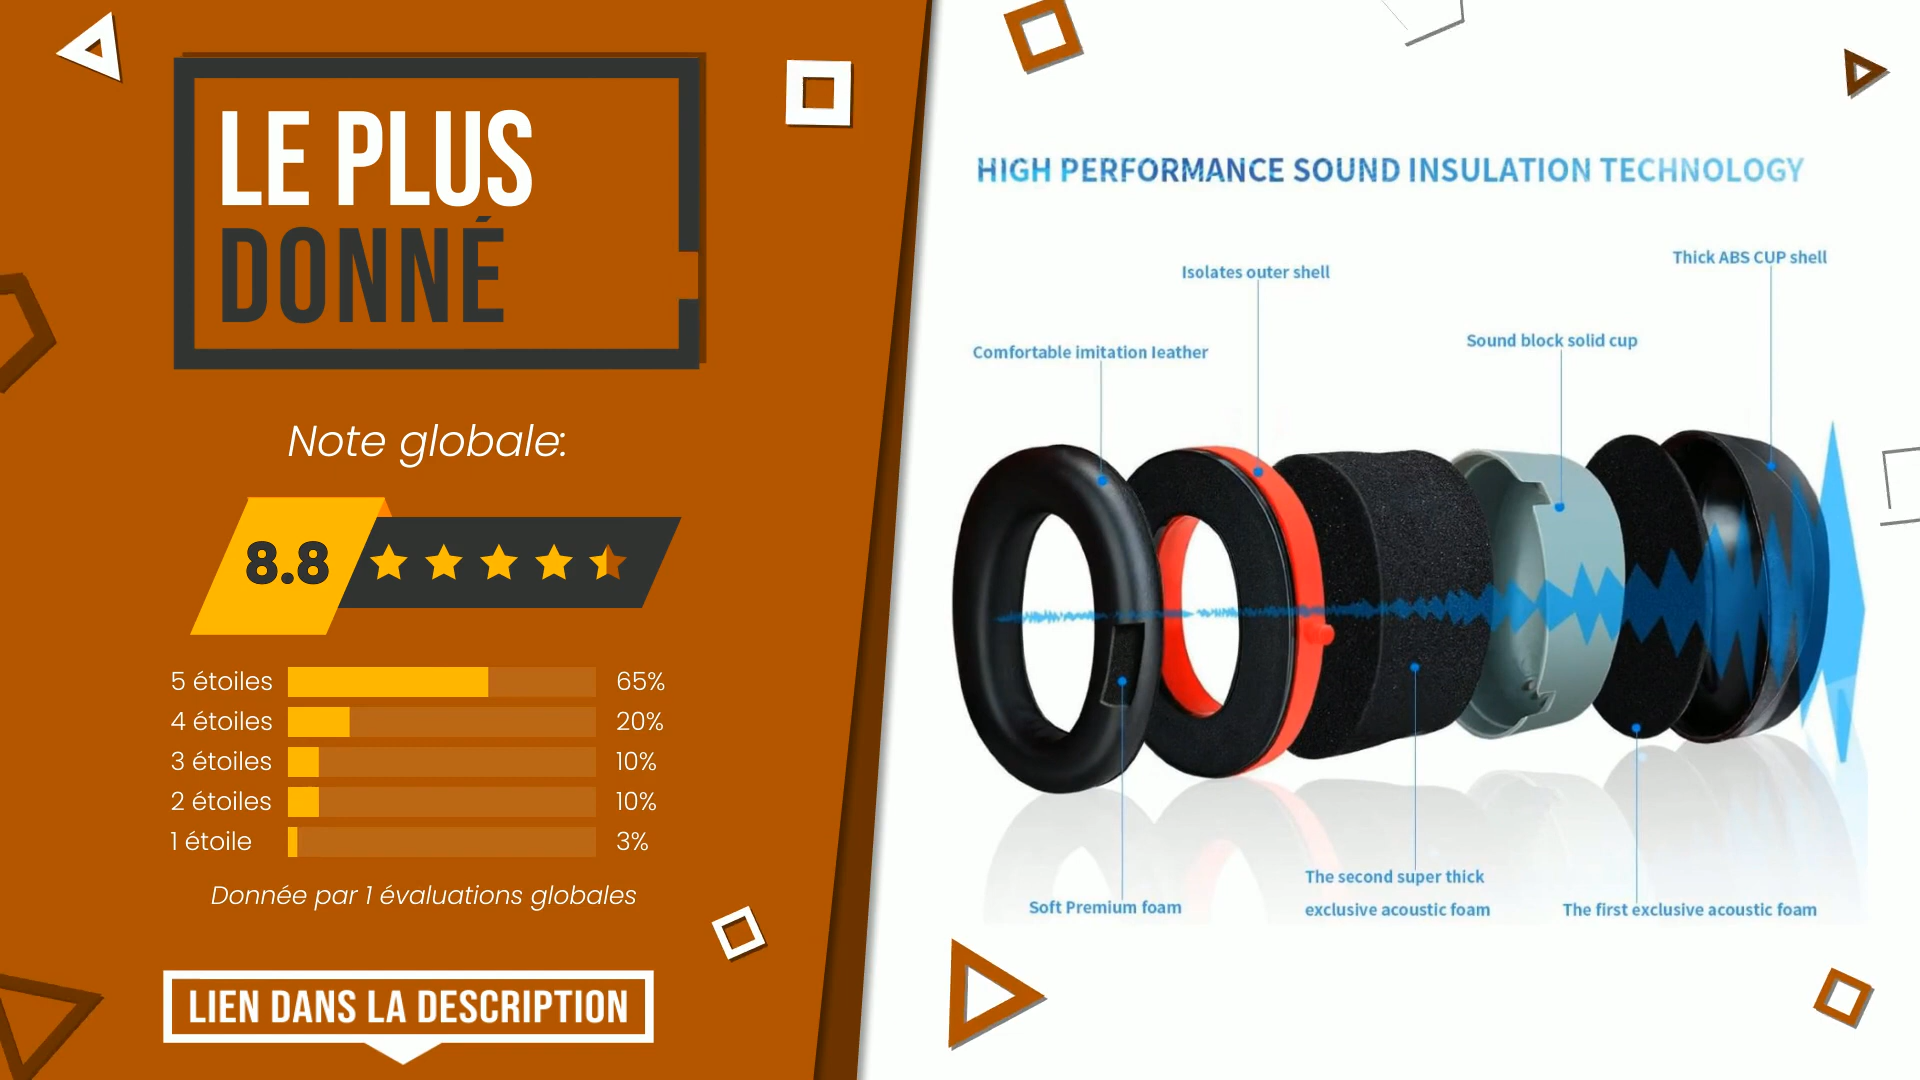 LE PLUS
DONNÉ
Note globale:
8.8
5 étoiles 65%
4 étoiles 20%
3 étoiles 10%
2 étoiles 10%
1 étoile 3%
Donnée par 1 évaluations globales
LIEN DANS LA DESCRIPTION
HIGH PERFORMANCE SOUND INSULATION TECHNOLOGY
Thick ABS CUP shell
Isolates outer shell
Sound block solid cup
Comfortable imitation Ieather
Soft Premium foam
The second super thick
exclusive acoustic foam
The first exclusive acoustic foam